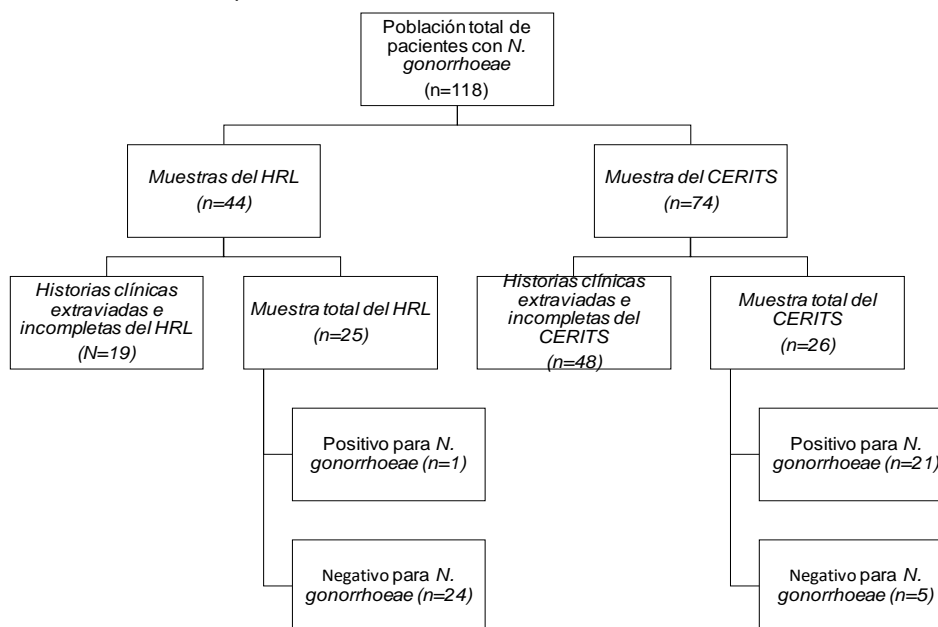 Población total de
pacientes con N.
gonorrhoeae
(n=118)
Muestras del HRL
(n=44)
Muestra del CERITS
(n=74)
Historias clínicas
extraviadas e
incompletas del HRL
(N=19)
Muestra total del HRL
(n=25)
Historias clínicas
extraviadas e
incompletas del
CERITS
(n=48)
Muestra total del
CERITS
(n=26)
Positivo para N.
gonorrhoeae (n=1)
Positivo para N.
gonorrhoeae (n=21)
Negativo para N.
gonorrhoeae (n=24)
Negativo para N.
gonorrhoeae (n=5)